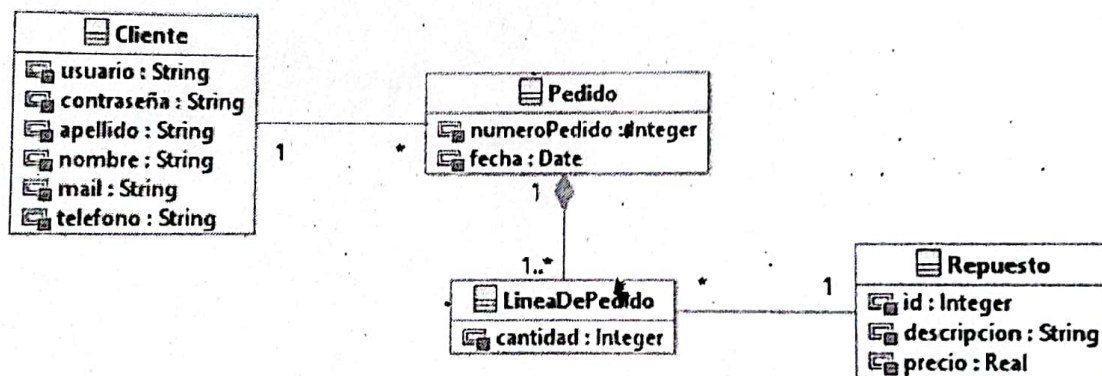 Cliente
usuario : String
contraseña : String
apellido : String
nombre : String
mail : String
telefono : String
1
*
Pedido
numeroPedido : Integer
fecha : Date
1
1..*
LineaDePedido
cantidad : Integer
*
1
Repuesto
id : Integer
descripcion : String
precio : Real